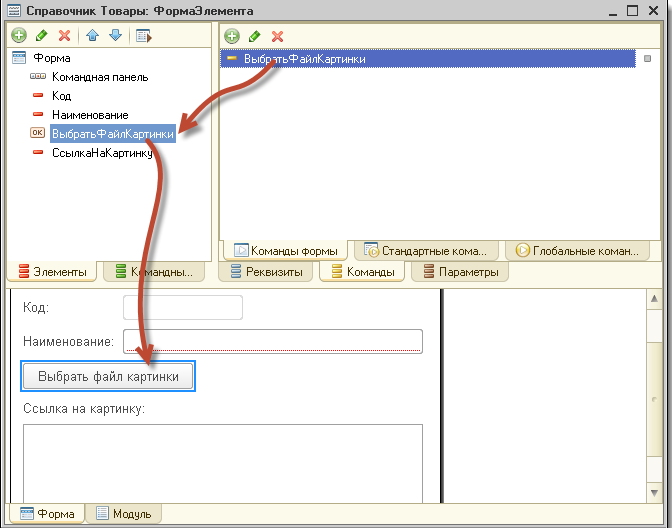 Справочник Товары: ФормаЭлемента
Форма
Командная панель
Код
Наименование
OK ВыбратьФайлКартинки
СсылкаНаКартинку
Элементы
Командны...
ВыбратьФайлКартинки
Команды формы
Стандартные кома...
Глобальные коман...
Реквизиты
Команды
Параметры
Код:
Наименование:
Выбрать файл картинки
Ссылка на картинку:
Форма
Модуль